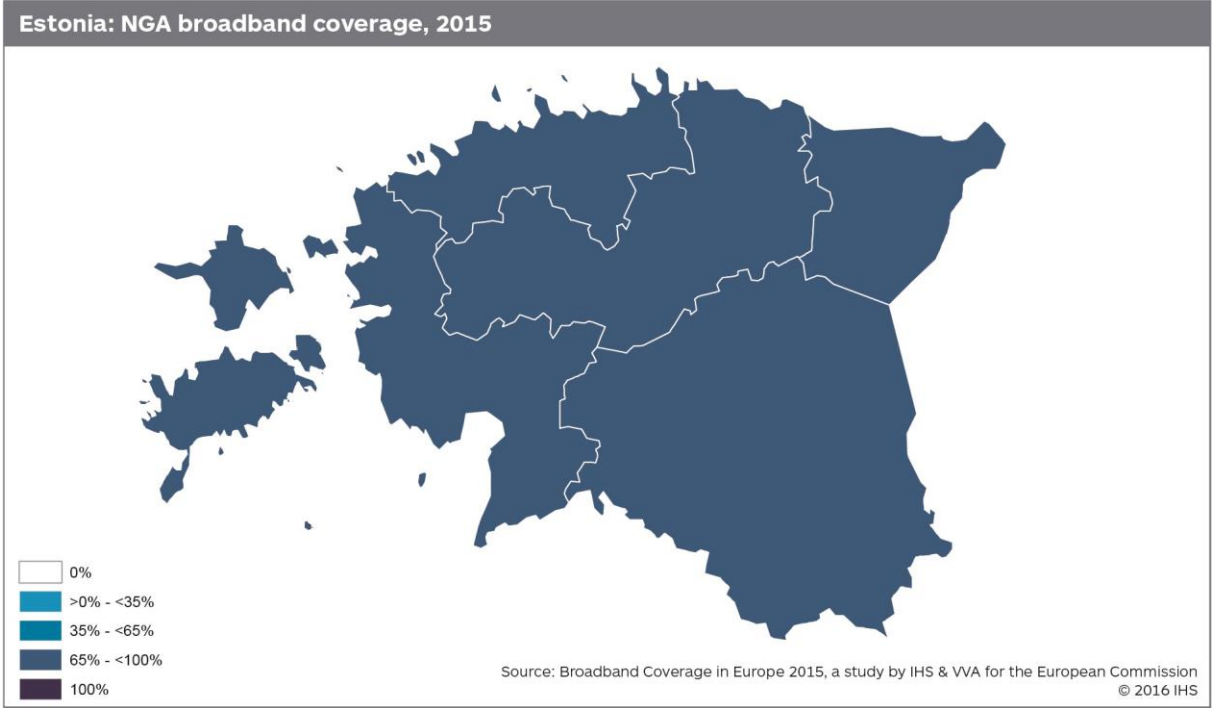 Estonia: NGA broadband coverage, 2015
0%
>0% - <35%
35% - <65%
65% - <100%
100%
Source: Broadband Coverage in Europe 2015, a study by IHS & VVA for the European Commission
© 2016 IHS